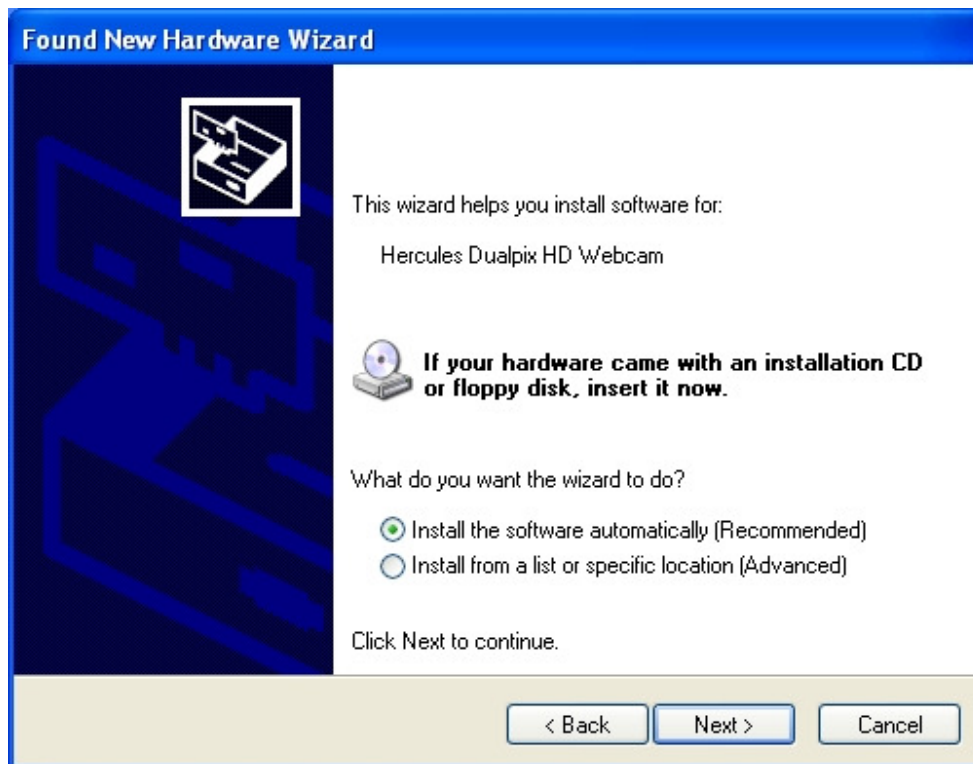 Found New Hardware Wizard
This wizard helps you install software for:
Hercules Dualpix HD Webcam
If your hardware came with an installation CD
or floppy disk, insert it now.
What do you want the wizard to do?
Install the software automatically (Recommended)
Install from a list or specific location (Advanced)
Click Next to continue.
< Back Next > Cancel